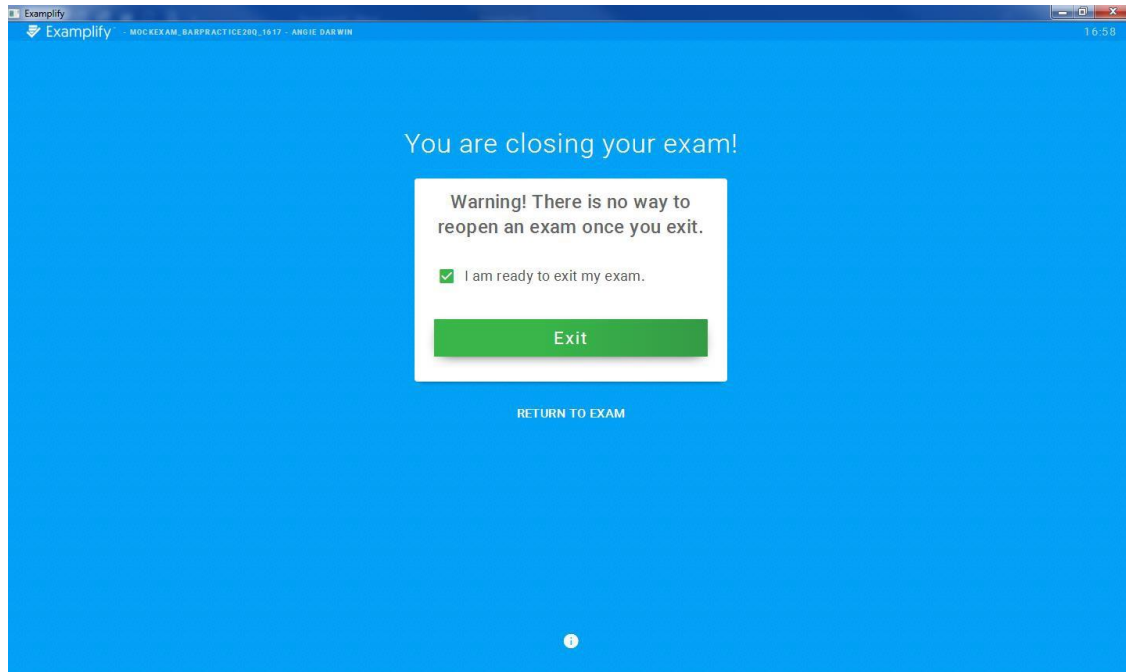 Examplify
Examplify - MOCKEXAM_BARPRACTICE20Q_1617 - ANGIE DARWIN 16:58
You are closing your exam!
Warning! There is no way to
reopen an exam once you exit.
I am ready to exit my exam.
Exit
RETURN TO EXAM